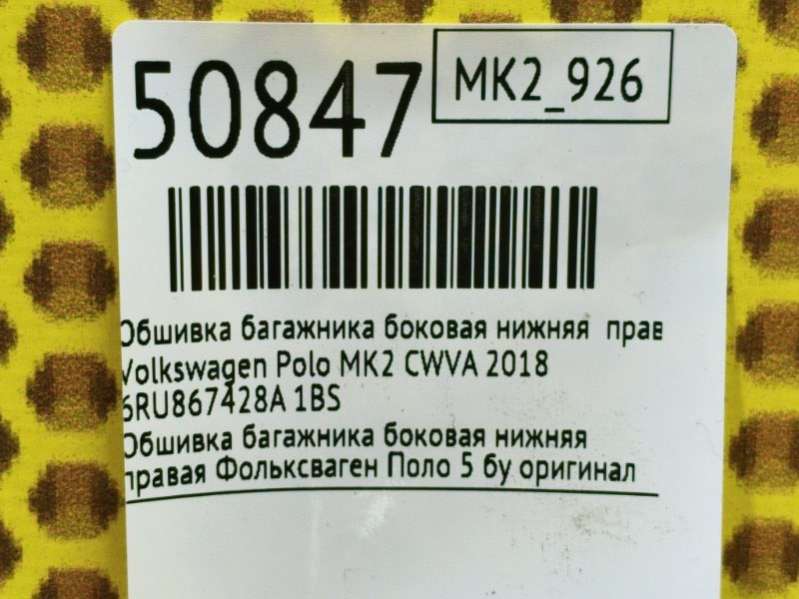 50847
MK2_926
Обшивка багажника боковая нижняя прав
Volkswagen Polo MK2 CWVA 2018
6RU867428A 1BS
Обшивка багажника боковая нижняя
правая Фольксваген Поло 5 бу оригинал